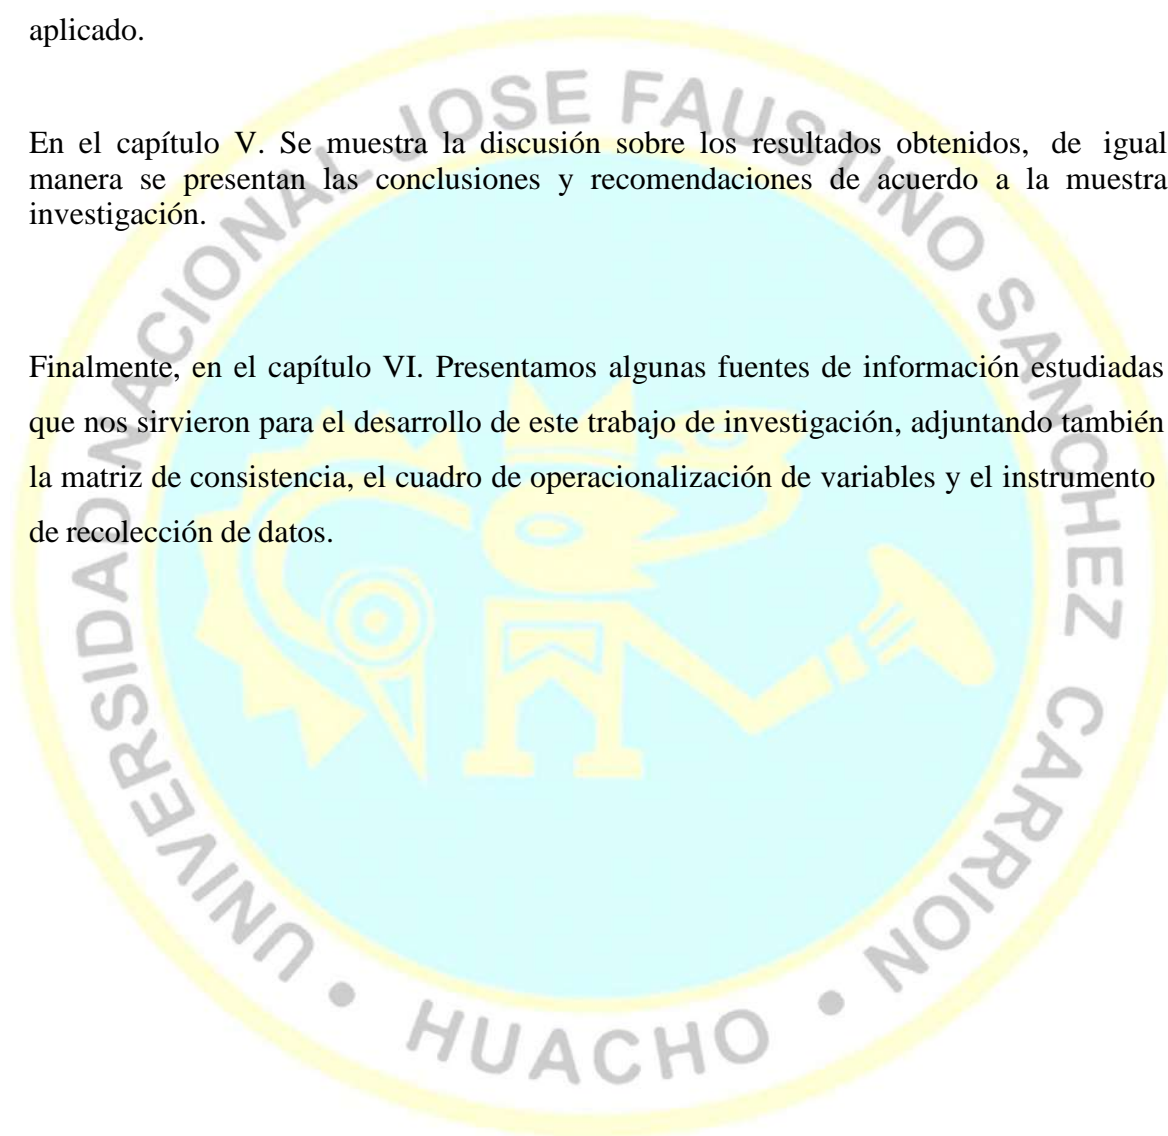 aplicado.
En el capítulo V. Se muestra la discusión sobre los resultados obtenidos, de igual
manera se presentan las conclusiones y recomendaciones de acuerdo a la muestra
investigación.
Finalmente, en el capítulo VI. Presentamos algunas fuentes de información estudiadas
que nos sirvieron para el desarrollo de este trabajo de investigación, adjuntando también
la matriz de consistencia, el cuadro de operacionalización de variables y el instrumento
de recolección de datos.
UNIVERSIDAD NACIONAL JOSE FAUSTINO SANCHEZ CARRION
• HUACHO •